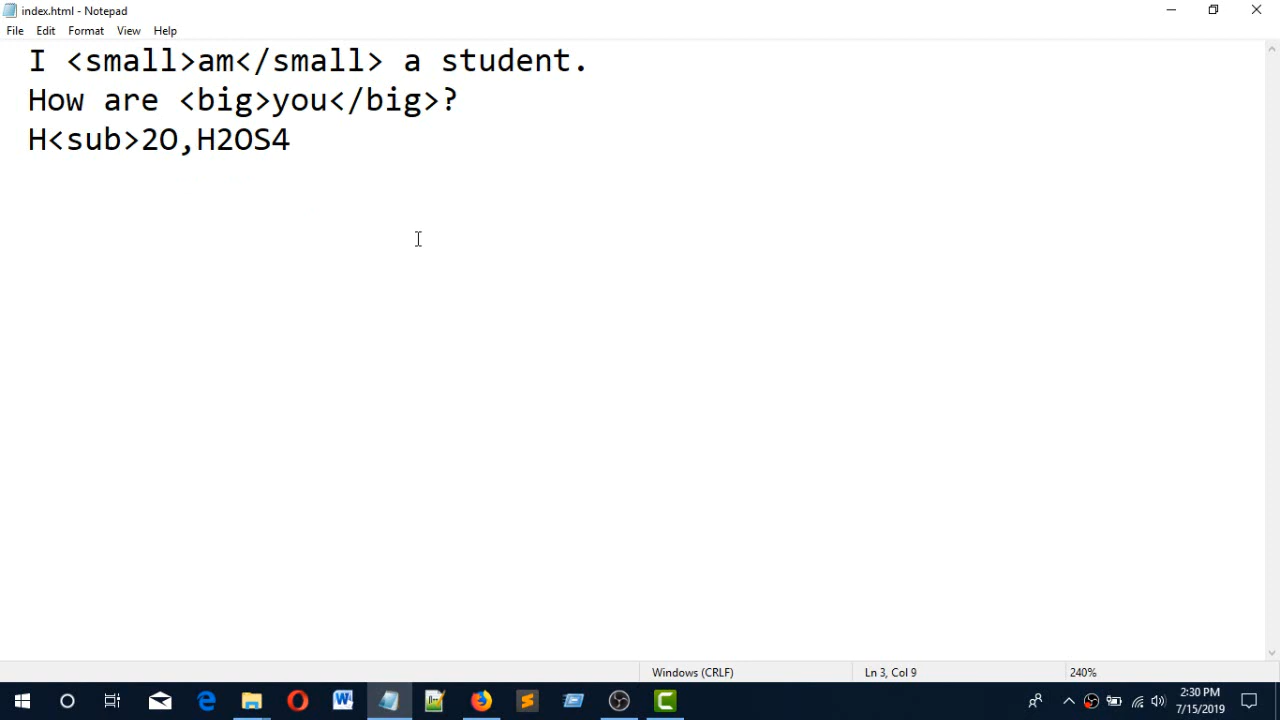 index.html - Notepad
File Edit Format View Help
I <small>am</small> a student.
How are <big>you</big>?
H<sub>2O,H2OS4
Windows (CRLF) Ln 3, Col 9 240%
2:30 PM
7/15/2019